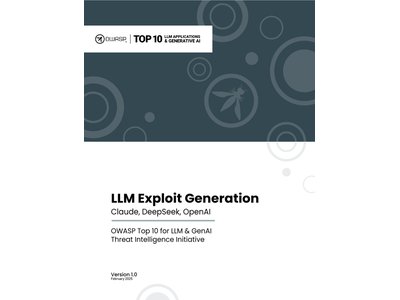 OWASP
TOP 10
LLM APPLICATIONS
& GENERATIVE AI
LLM Exploit Generation
Claude, DeepSeek, OpenAI
OWASP Top 10 for LLM & GenAI
Threat Intelligence Initiative
Version 1.0
February 2025